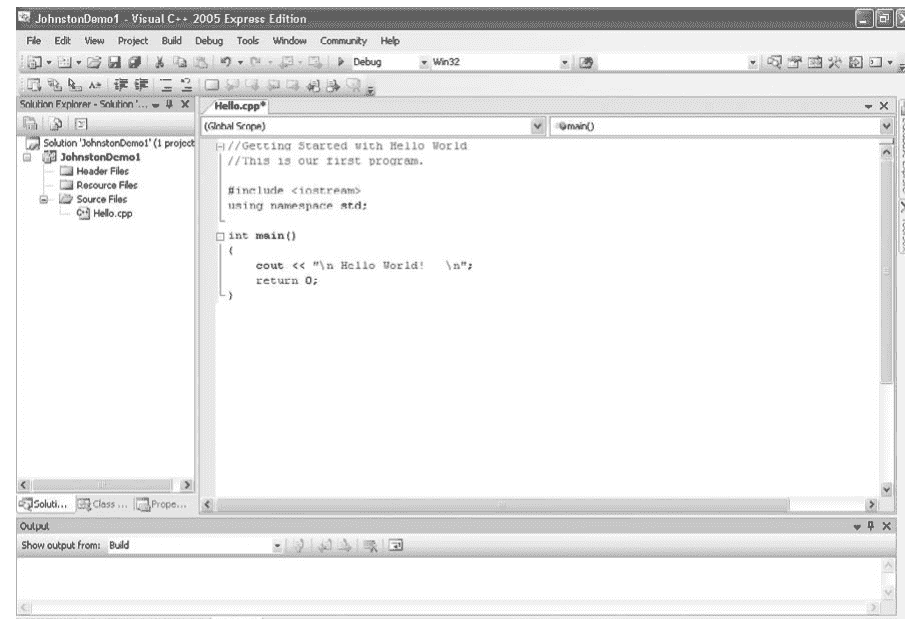 JohnstonDemo1 - Visual C++ 2005 Express Edition
File Edit View Project Build Debug Tools Window Community Help
Debug Win32
Solution Explorer - Solution '...
Hello.cpp*
(Global Scope) main()
Solution 'JohnstonDemo1' (1 project
JohnstonDemo1
Header Files
Resource Files
Source Files
Hello.cpp
//Getting Started with Hello World
//This is our first program.
#include <iostream>
using namespace std;
int main()
{
cout << "\n Hello World!   \n";
return 0;
}
Soluti... Class ... Prope...
Output
Show output from: Build